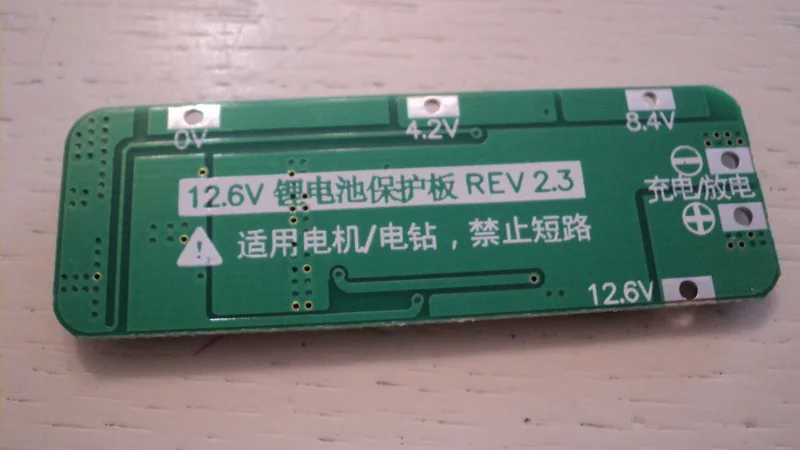 0V
4.2V
8.4V
12.6V 锂电池保护板 REV 2.3
充电/放电
适用电机/电钻，禁止短路
12.6V